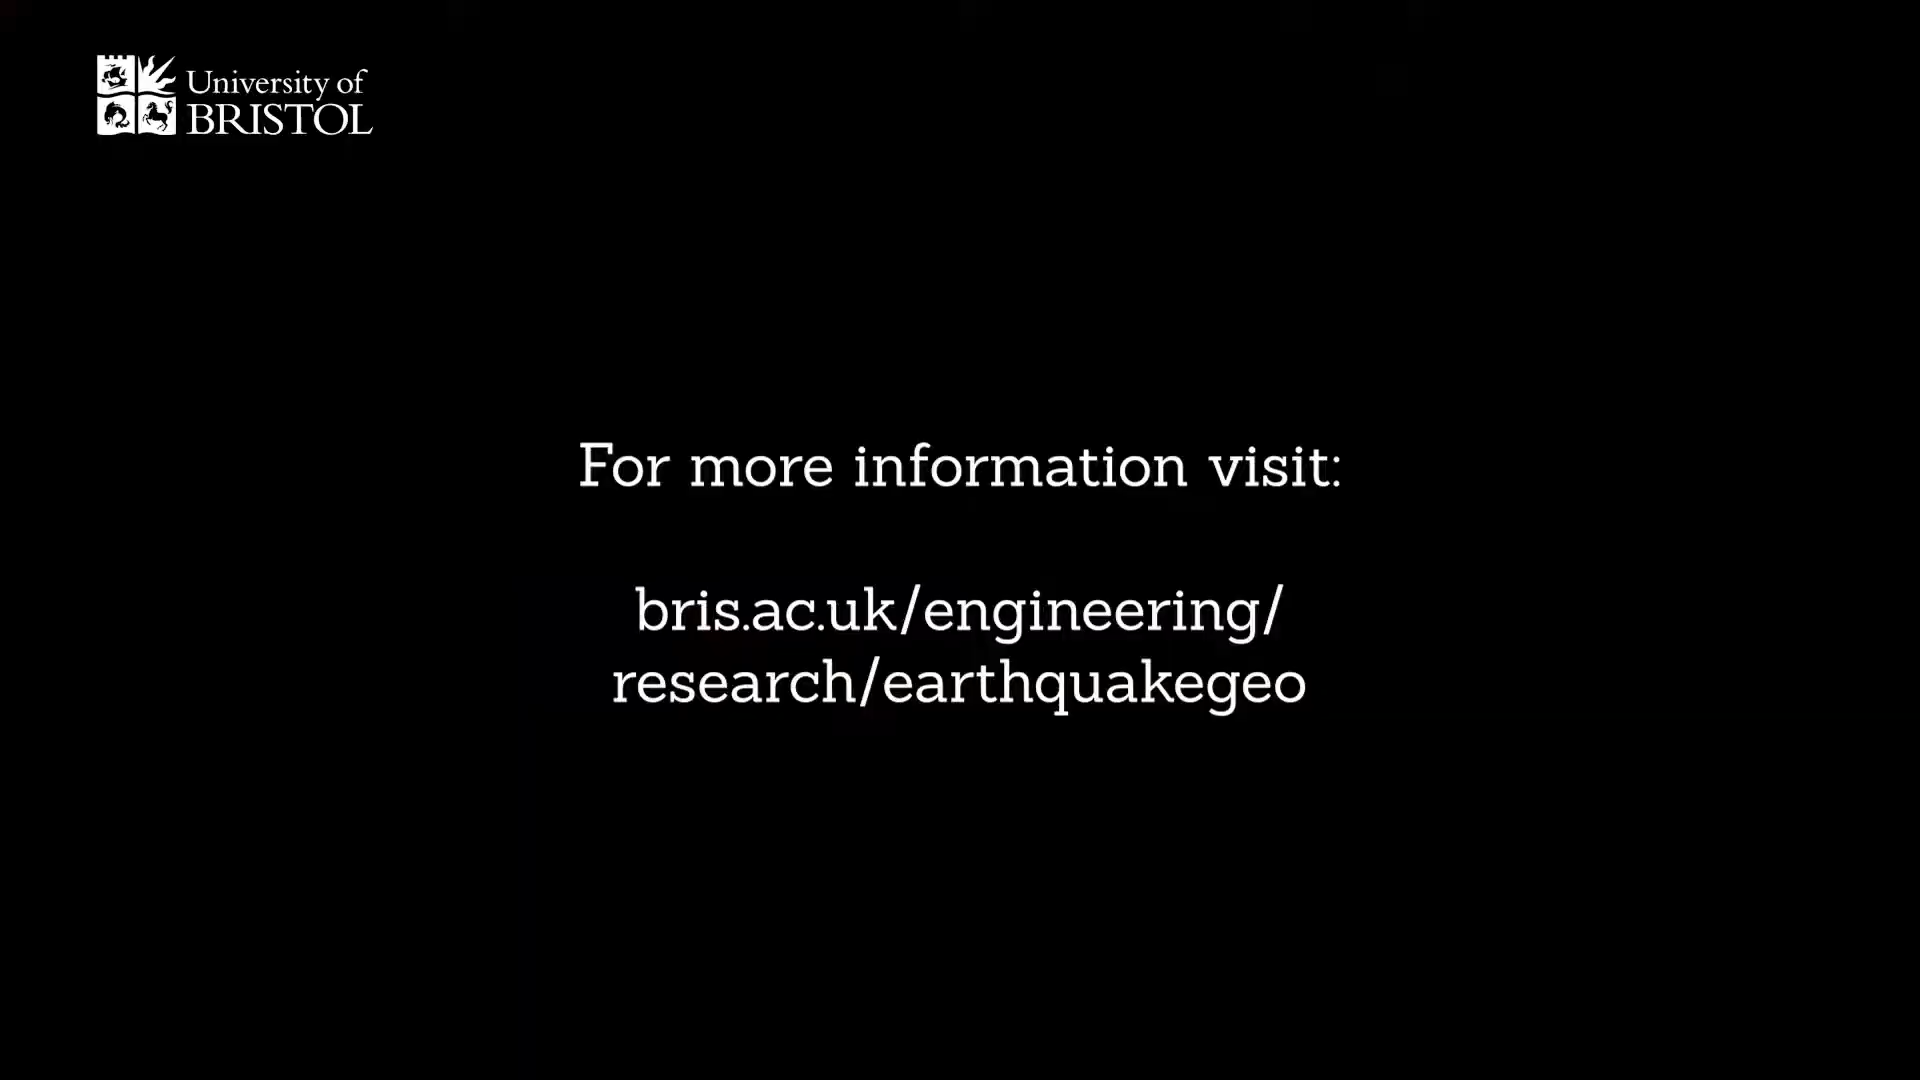 University of
BRISTOL
For more information visit:
bris.ac.uk/engineering/
research/earthquakegeo